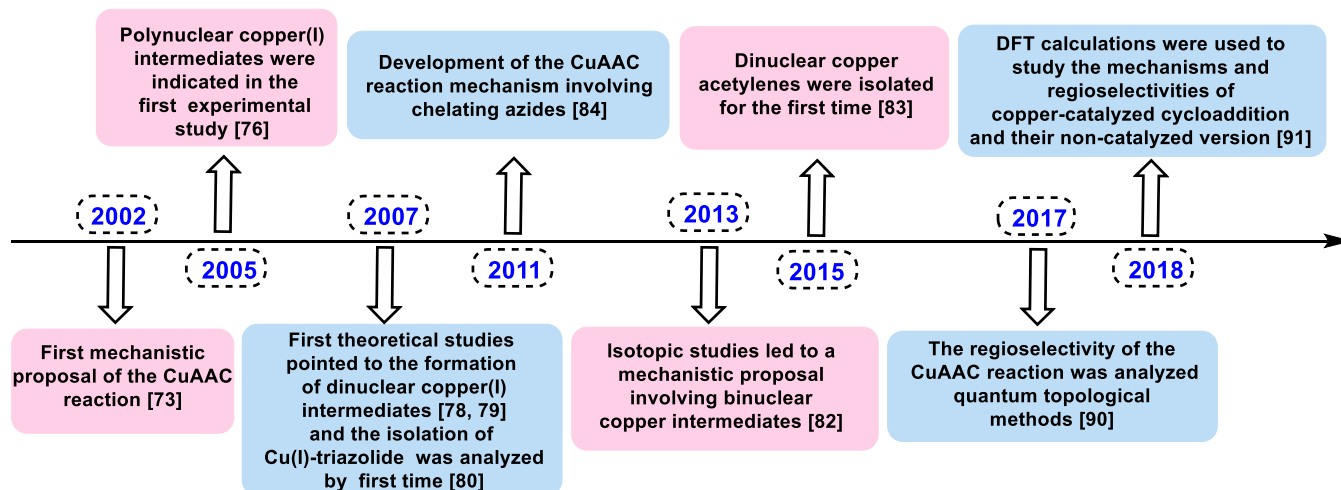 Polynuclear copper(I)
intermediates were
indicated in the
first experimental
study [76]
Development of the CuAAC
reaction mechanism involving
chelating azides [84]
Dinuclear copper
acetylenes were isolated
for the first time [83]
DFT calculations were used to
study the mechanisms and
regioselectivities of
copper-catalyzed cycloaddition
and their non-catalyzed version [91]
2002
2005
2007
2011
2013
2015
2017
2018
First mechanistic
proposal of the CuAAC
reaction [73]
First theoretical studies
pointed to the formation
of dinuclear copper(I)
intermediates [78, 79]
and the isolation of
Cu(I)-triazolide was analyzed
by first time [80]
Isotopic studies led to a
mechanistic proposal
involving binuclear
copper intermediates [82]
The regioselectivity of the
CuAAC reaction was analyzed
quantum topological
methods [90]